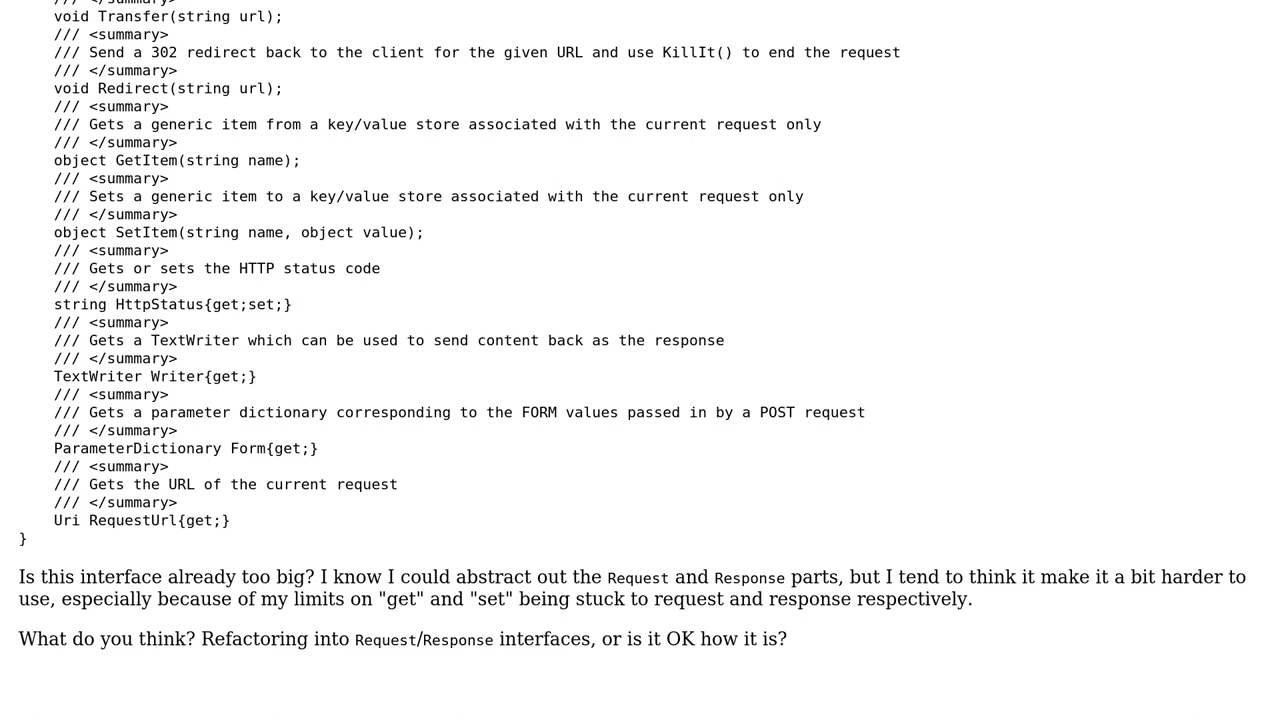 /// </summary>
void Transfer(string url);
/// <summary>
/// Send a 302 redirect back to the client for the given URL and use KillIt() to end the request
/// </summary>
void Redirect(string url);
/// <summary>
/// Gets a generic item from a key/value store associated with the current request only
/// </summary>
object GetItem(string name);
/// <summary>
/// Sets a generic item to a key/value store associated with the current request only
/// </summary>
object SetItem(string name, object value);
/// <summary>
/// Gets or sets the HTTP status code
/// </summary>
string HttpStatus{get;set;}
/// <summary>
/// Gets a TextWriter which can be used to send content back as the response
/// </summary>
TextWriter Writer{get;}
/// <summary>
/// Gets a parameter dictionary corresponding to the FORM values passed in by a POST request
/// </summary>
ParameterDictionary Form{get;}
/// <summary>
/// Gets the URL of the current request
/// </summary>
Uri RequestUrl{get;}
}
Is this interface already too big? I know I could abstract out the Request and Response parts, but I tend to think it make it a bit harder to
use, especially because of my limits on "get" and "set" being stuck to request and response respectively.
What do you think? Refactoring into Request/Response interfaces, or is it OK how it is?